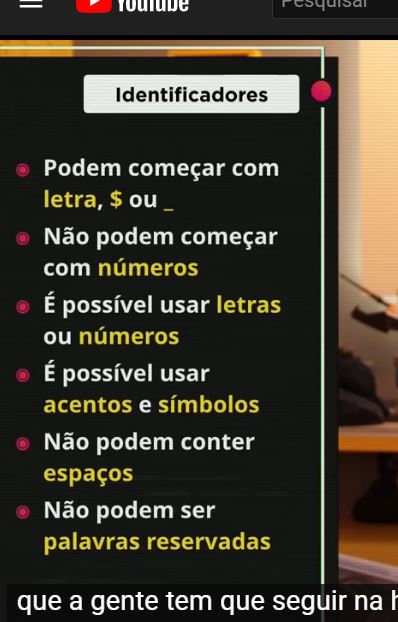 YouTube
Pesquisar
Identificadores
Podem começar com
letra, $ ou _
Não podem começar
com números
É possível usar letras
ou números
É possível usar
acentos e símbolos
Não podem conter
espaços
Não podem ser
palavras reservadas
que a gente tem que seguir na